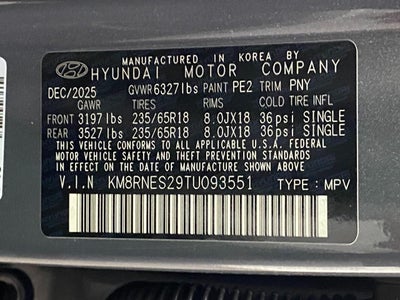 MANUFACTURED IN KOREA BY
HYUNDAI MOTOR COMPANY
DEC/2025 GVWR 6327lbs PAINT PE2 TRIM PNY
GAWR TIRES RIMS COLD TIRE INFL
FRONT 3197lbs 235/65R18 8.0JX18 36psi SINGLE
REAR 3527lbs 235/65R18 8.0JX18 36psi SINGLE
THIS VEHICLE CONFORMS TO ALL APPLICABLE U.S.A. FEDERAL
MOTOR VEHICLE SAFETY, BUMPER, AND THEFT PREVENTION
STANDARDS IN EFFECT ON THE DATE OF MANUFACTURE SHOWN ABOVE.
V.I.N KM8RNES29TU093551 TYPE : MPV